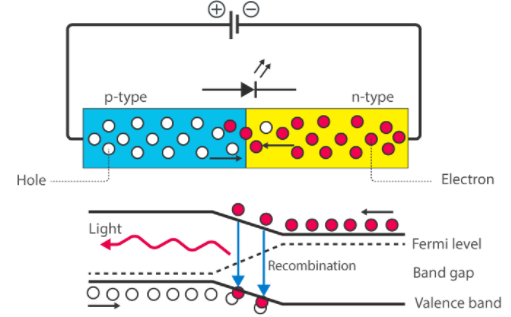 ⊕ ⊖
p-type
n-type
Hole
Electron
Light
Fermi level
Recombination
Band gap
Valence band